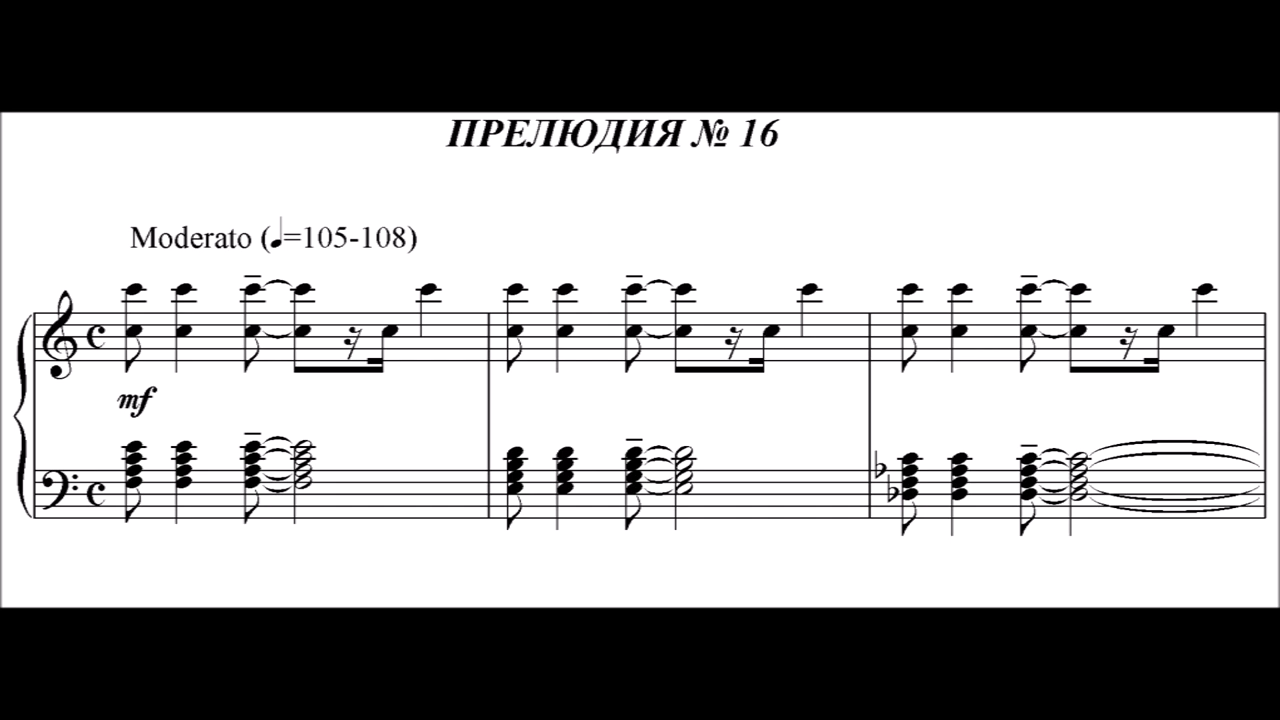 ПРЕЛЮДИЯ № 16
Moderato (♩=105-108)
mf